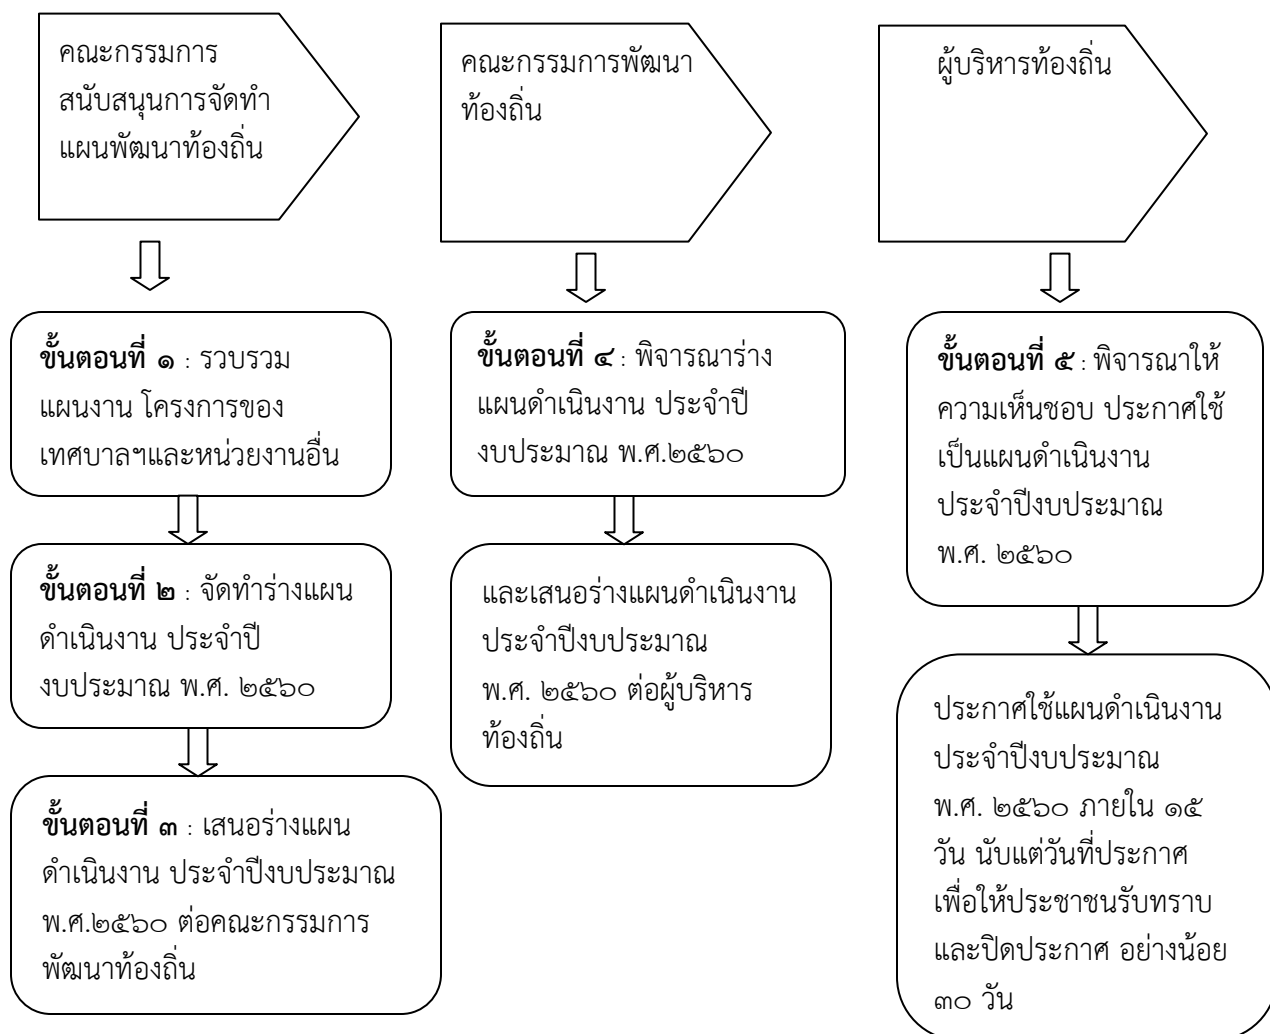 คณะกรรมการ
สนับสนุนการจัดทำ
แผนพัฒนาท้องถิ่น
ขั้นตอนที่ ๑ : รวบรวม
แผนงาน โครงการของ
เทศบาลฯและหน่วยงานอื่น
ขั้นตอนที่ ๒ : จัดทำร่างแผน
ดำเนินงาน ประจำปี
งบประมาณ พ.ศ. ๒๕๖๐
ขั้นตอนที่ ๓ : เสนอร่างแผน
ดำเนินงาน ประจำปีงบประมาณ
พ.ศ.๒๕๖๐ ต่อคณะกรรมการ
พัฒนาท้องถิ่น
คณะกรรมการพัฒนา
ท้องถิ่น
ขั้นตอนที่ ๔ : พิจารณาร่าง
แผนดำเนินงาน ประจำปี
งบประมาณ พ.ศ.๒๕๖๐
และเสนอร่างแผนดำเนินงาน
ประจำปีงบประมาณ
พ.ศ. ๒๕๖๐ ต่อผู้บริหาร
ท้องถิ่น
ผู้บริหารท้องถิ่น
ขั้นตอนที่ ๕ : พิจารณาให้
ความเห็นชอบ ประกาศใช้
เป็นแผนดำเนินงาน
ประจำปีงบประมาณ
พ.ศ. ๒๕๖๐
ประกาศใช้แผนดำเนินงาน
ประจำปีงบประมาณ
พ.ศ. ๒๕๖๐ ภายใน ๑๕
วัน นับแต่วันที่ประกาศ
เพื่อให้ประชาชนรับทราบ
และปิดประกาศ อย่างน้อย
๓๐ วัน